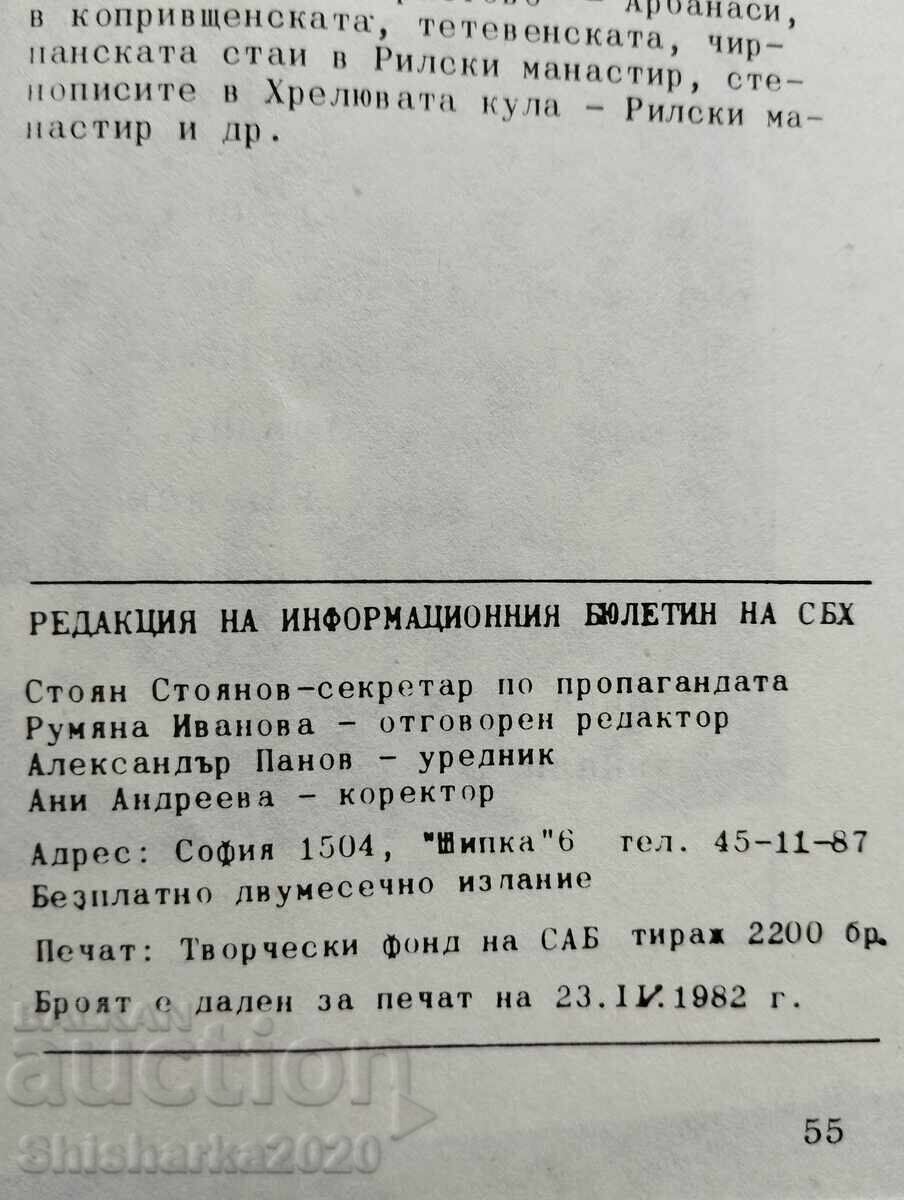 Арбанаси,
в копривщенската, тетевенската, чир-
панската стаи в Рилски манастир, сте-
нописите в Хрельовата кула - Рилски ма-
настир и др.
РЕДАКЦИЯ НА ИНФОРМАЦИОННИЯ БЮЛЕТИН НА СБХ
Стоян Стоянов-секретар по пропагандата
Румяна Иванова - отговорен редактор
Александър Панов - уредник
Ани Андреева - коректор
Адрес: София 1504, "Шипка"6 тел. 45-11-87
Безплатно двумесечно издание
Печат: Творчески фонд на САБ тираж 2200 бр.
Броят е даден за печат на 23.IV.1982 г.
BALKAN
auction
Shisharka2020
55